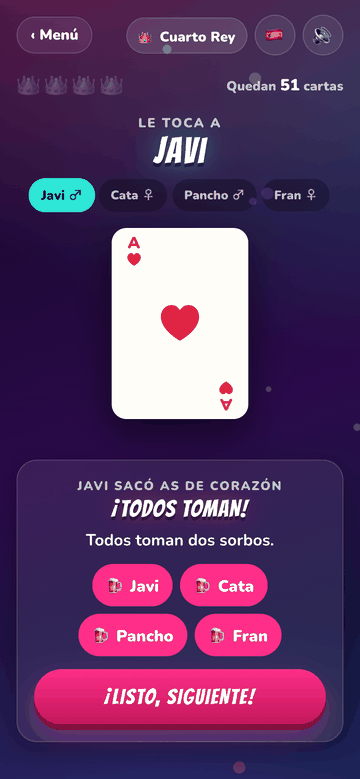 ‹ Menú
Cuarto Rey
Quedan 51 cartas
LE TOCA A
JAVI
Javi ♂
Cata ♀
Pancho ♂
Fran ♀
A
A
JAVI SACÓ AS DE CORAZÓN
¡TODOS TOMAN!
Todos toman dos sorbos.
Javi
Cata
Pancho
Fran
¡LISTO, SIGUIENTE!